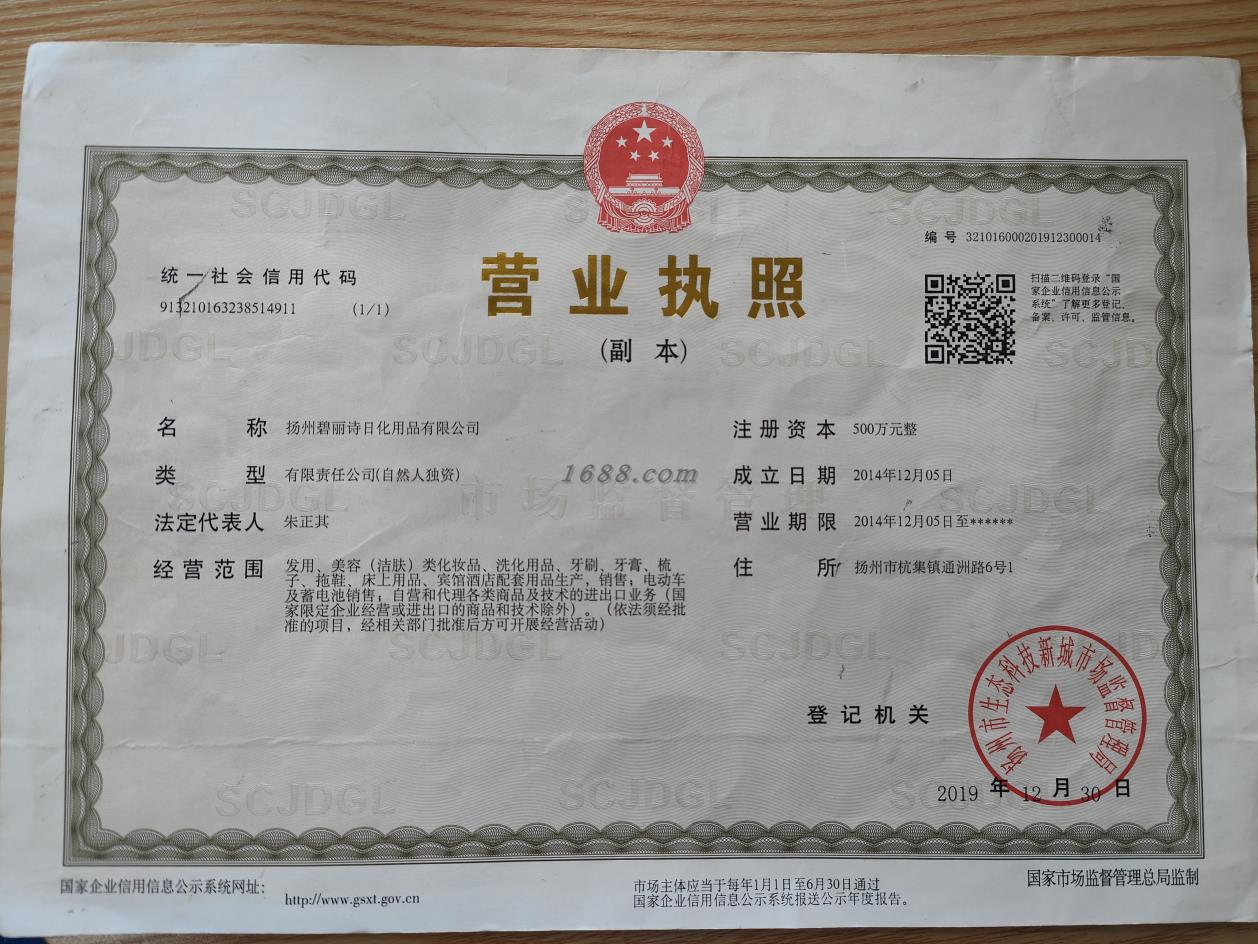 编 号 321016000201912300014
统一社会信用代码
913210163238514911 (1/1)
营业执照
(副 本)
扫描二维码登录“国
家企业信用信息公示
系统”了解更多登记、
备案、许可、监管信息。
名 称 扬州碧丽诗日化用品有限公司
类 型 有限责任公司(自然人独资)
法定代表人 朱正其
经营范围 发用、美容（洁肤）类化妆品、洗化用品、牙刷、牙膏、梳
子、拖鞋、床上用品、宾馆酒店配套用品生产，销售；电动车
及蓄电池销售；自营和代理各类商品及技术的进出口业务（国
家限定企业经营或进出口的商品和技术除外）。（依法须经批
准的项目，经相关部门批准后方可开展经营活动）
注册资本 500万元整
成立日期 2014年12月05日
营业期限 2014年12月05日至******
住 所 扬州市杭集镇通洲路6号1
1688.com
SCJDGL
市场监督管理
登记机关
扬州市生态科技新城市场监督管理局
2019 年 12 月 30 日
国家企业信用信息公示系统网址：
http://www.gsxt.gov.cn
市场主体应当于每年1月1日至6月30日通过
国家企业信用信息公示系统报送公示年度报告。
国家市场监督管理总局监制